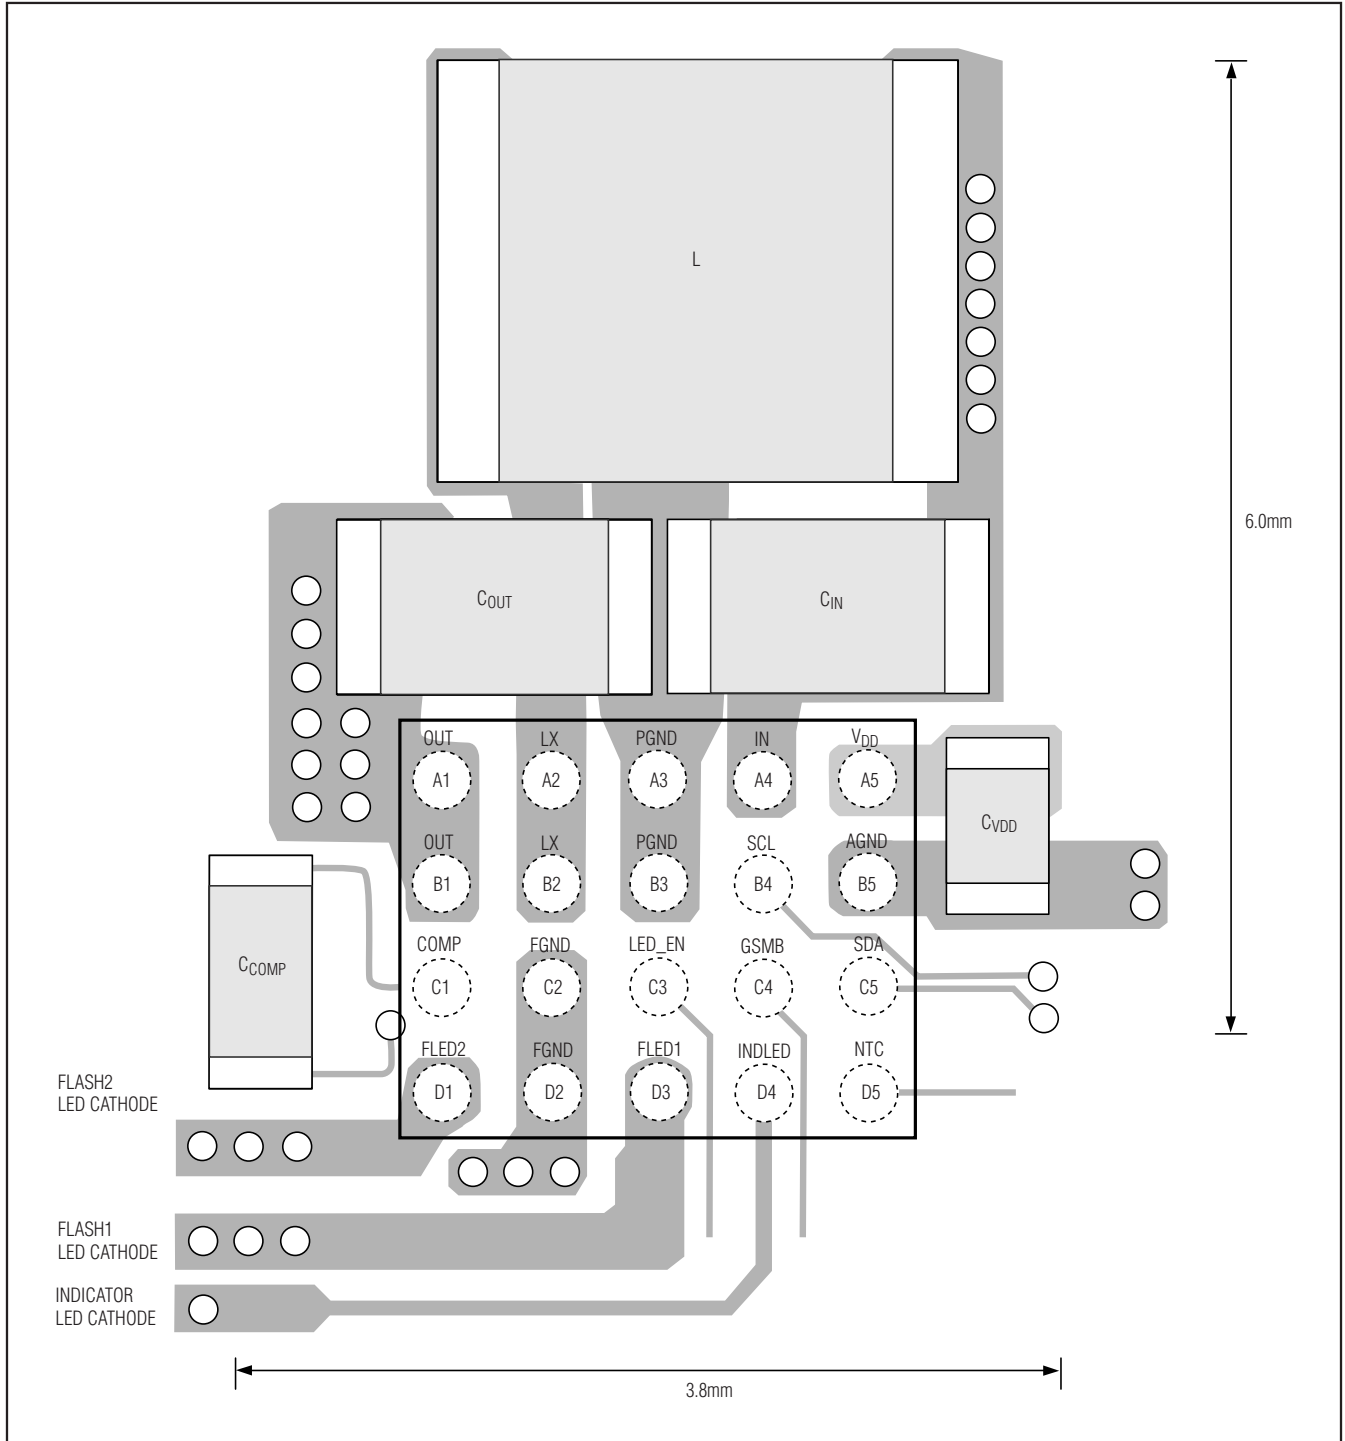 L
6.0mm
COUT
CIN
OUT LX PGND IN VDD
A1 A2 A3 A4 A5
CVDD
OUT LX PGND SCL AGND
B1 B2 B3 B4 B5
COMP FGND LED_EN GSMB SDA
CCOMP
C1 C2 C3 C4 C5
FLED2 FGND FLED1 INDLED NTC
D1 D2 D3 D4 D5
FLASH2
LED CATHODE
FLASH1
LED CATHODE
INDICATOR
LED CATHODE
3.8mm